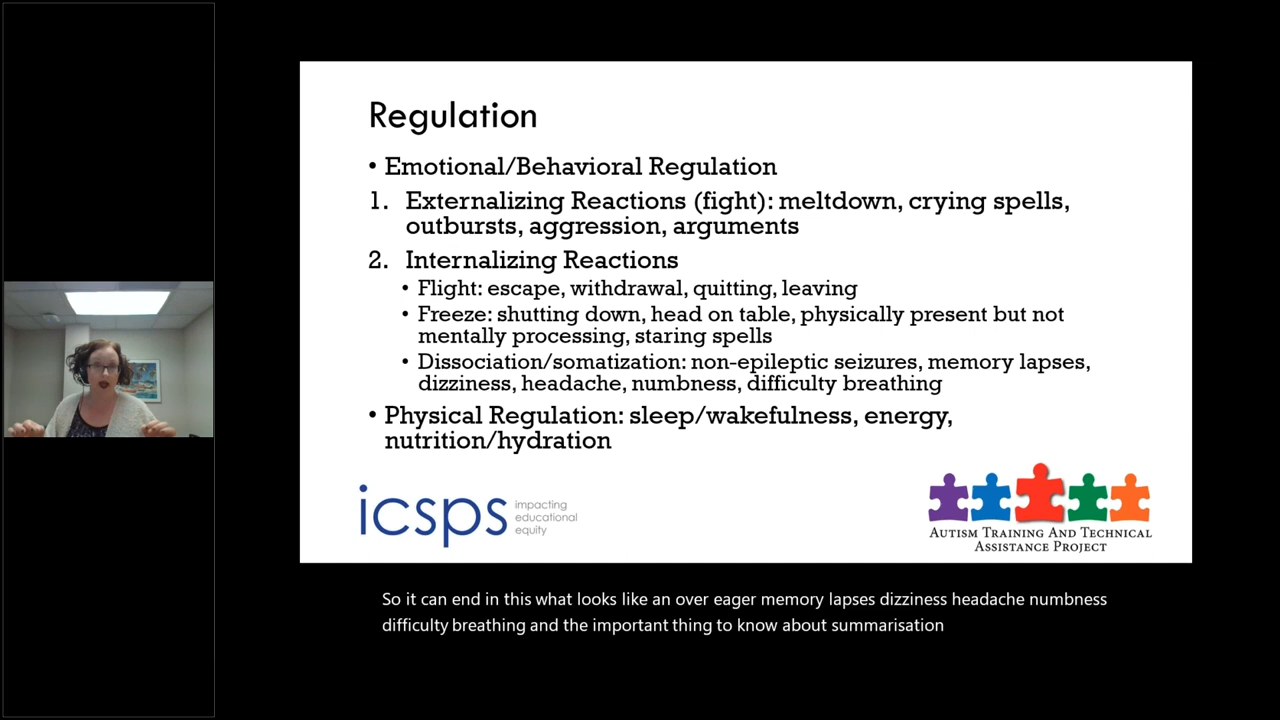 Regulation
• Emotional/Behavioral Regulation
1. Externalizing Reactions (fight): meltdown, crying spells,
outbursts, aggression, arguments
2. Internalizing Reactions
• Flight: escape, withdrawal, quitting, leaving
• Freeze: shutting down, head on table, physically present but not
mentally processing, staring spells
• Dissociation/somatization: non-epileptic seizures, memory lapses,
dizziness, headache, numbness, difficulty breathing
• Physical Regulation: sleep/wakefulness, energy,
nutrition/hydration
icsps
impacting
educational
equity
Autism Training And Technical
Assistance Project
So it can end in this what looks like an over eager memory lapses dizziness headache numbness
difficulty breathing and the important thing to know about summarisation